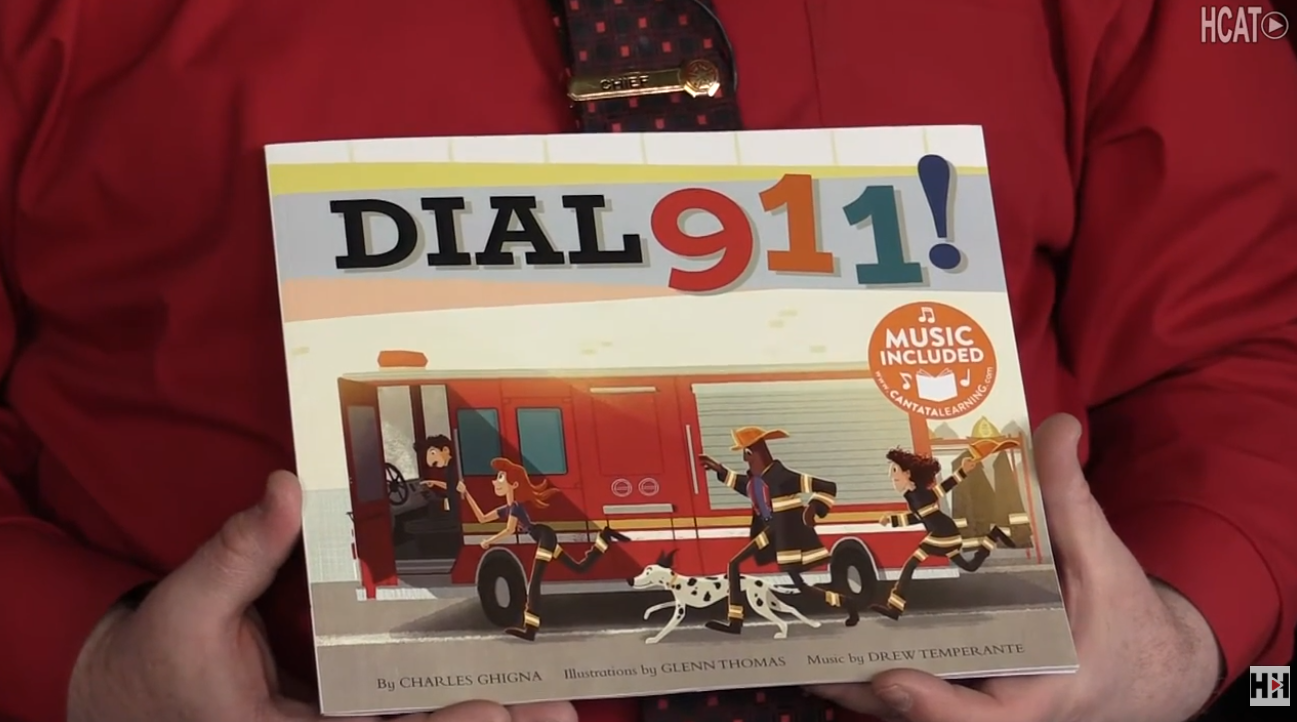 HCAT
CHIEF
DIAL 911!
MUSIC
INCLUDED
www.CANTATALEARNING.com
By CHARLES GHIGNA Illustrations by GLENN THOMAS Music by DREW TEMPERANTE
HH